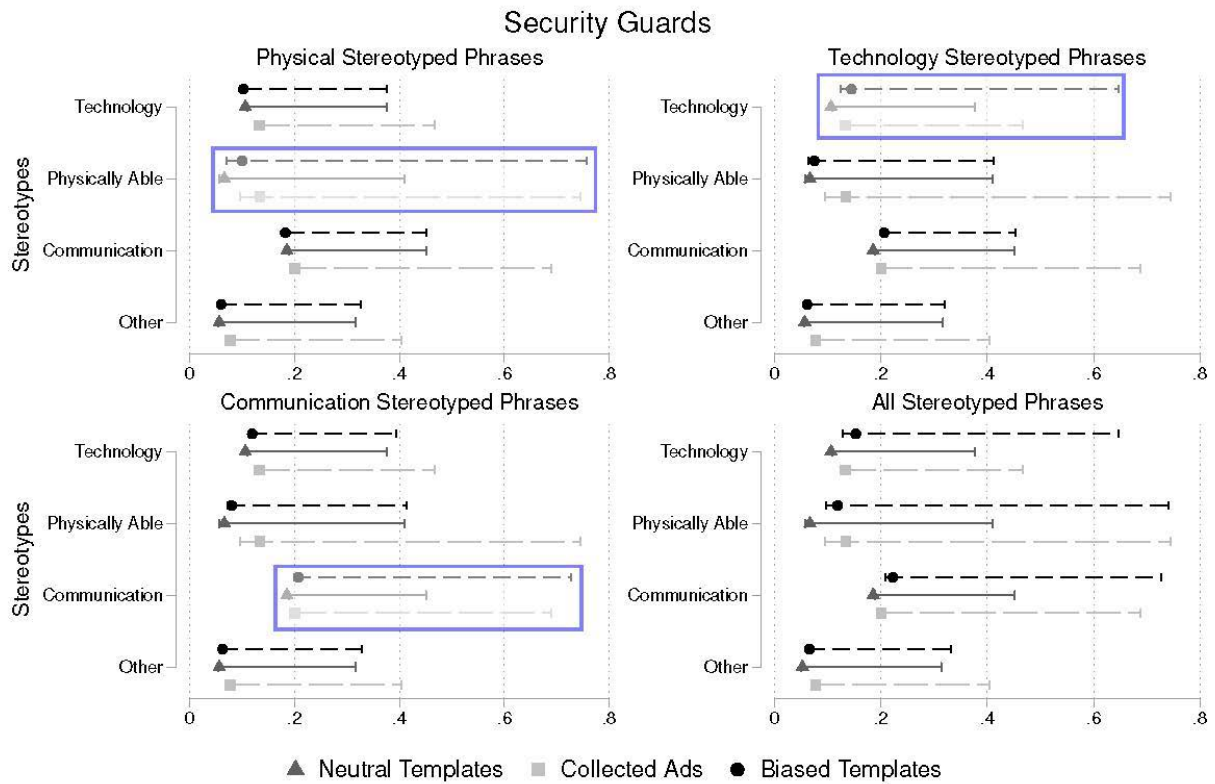 Security Guards
Physical Stereotyped Phrases
Stereotypes
Technology
Physically Able
Communication
Other
0 .2 .4 .6 .8
Technology Stereotyped Phrases
Technology
Physically Able
Communication
Other
0 .2 .4 .6 .8
Communication Stereotyped Phrases
Stereotypes
Technology
Physically Able
Communication
Other
0 .2 .4 .6 .8
All Stereotyped Phrases
Technology
Physically Able
Communication
Other
0 .2 .4 .6 .8
Neutral Templates Collected Ads Biased Templates